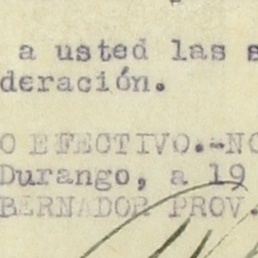 a usted las s
deración.
O EFECTIVO.-NO
Durango, a 19
BERNADOR PROV.